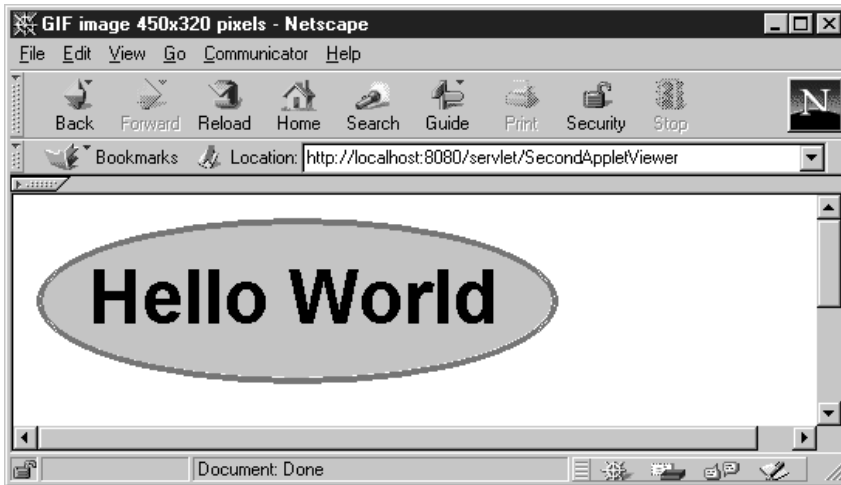 GIF image 450x320 pixels - Netscape
File Edit View Go Communicator Help
N
Back Forward Reload Home Search Guide Print Security Stop
Bookmarks Location: http://localhost:8080/servlet/SecondAppletViewer
Hello World
Document: Done